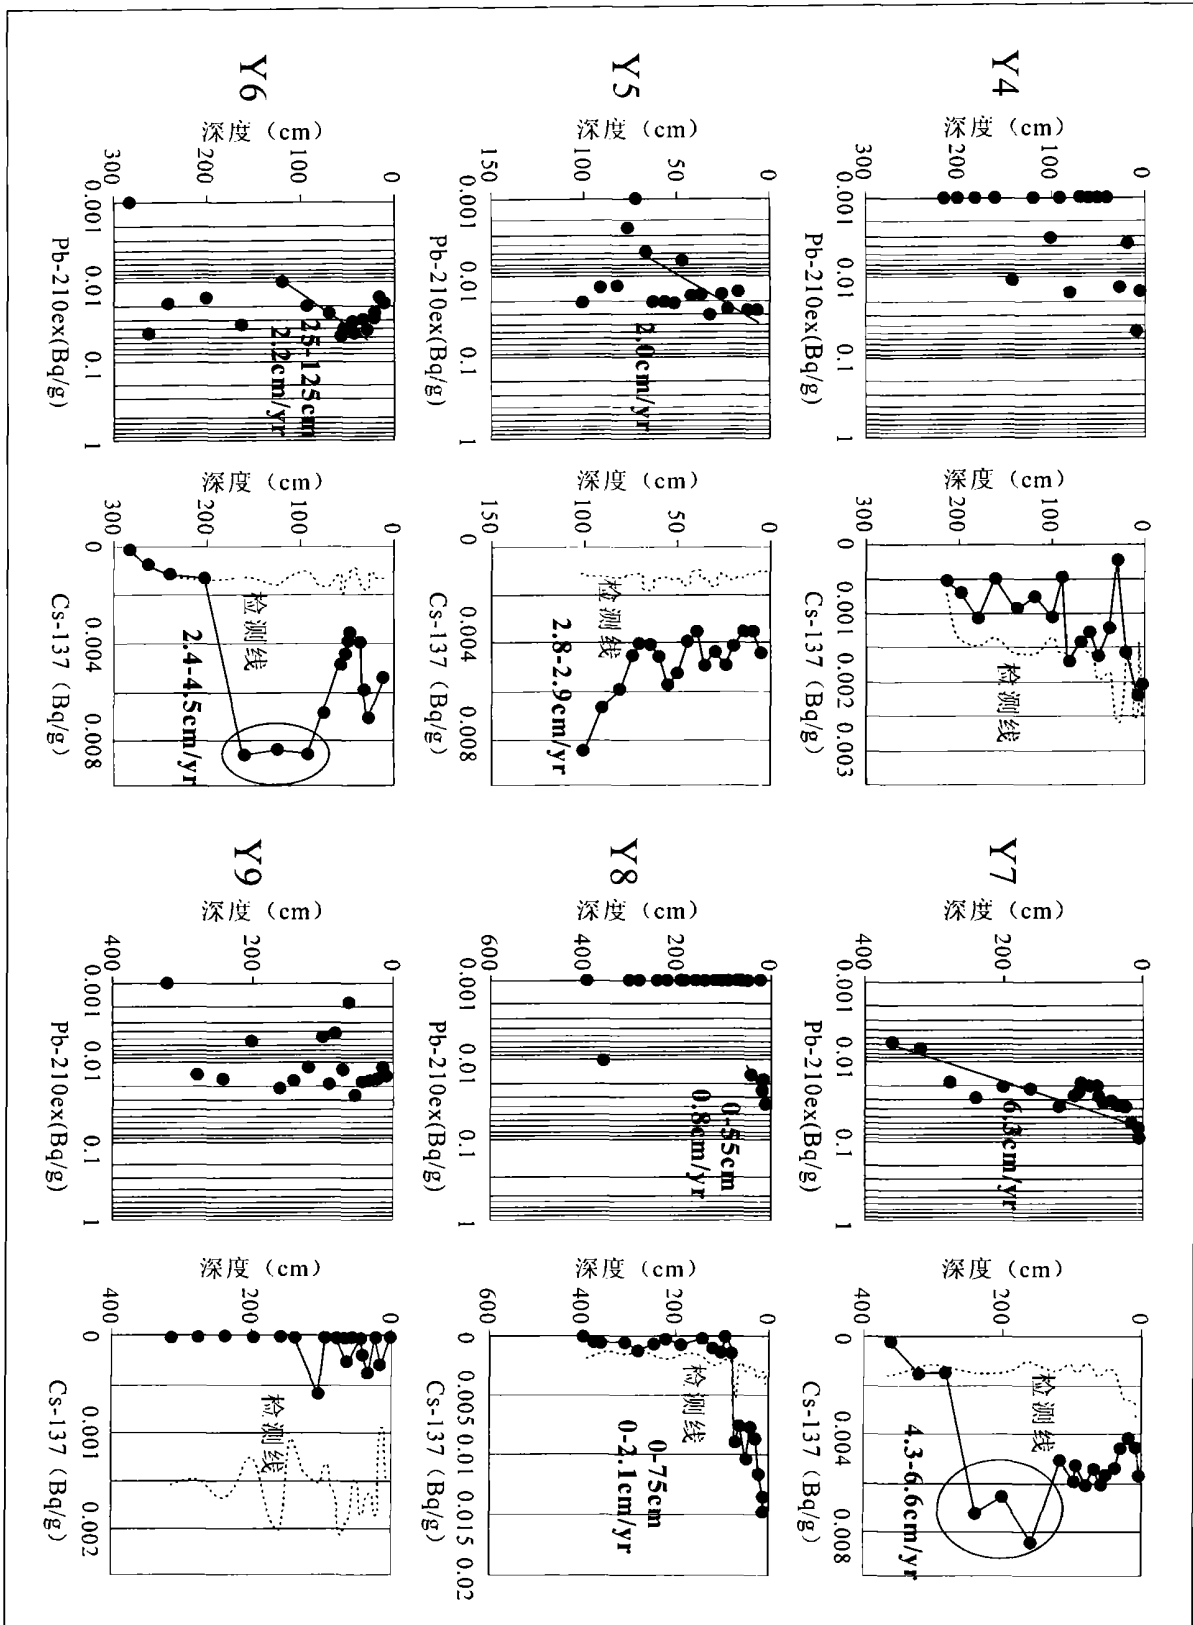 Y4
深度（cm）
0
100
200
300
0.001 0.01 0.1 1
Pb-210ex(Bq/g)
深度（cm）
0
100
200
300
检测线
0 0.001 0.002 0.003
Cs-137（Bq/g）
Y7
深度（cm）
0
200
400
6.3cm/yr
0.001 0.01 0.1 1
Pb-210ex(Bq/g)
深度（cm）
0
200
400
检测线
4.3-6.6cm/yr
0 0.004 0.008
Cs-137（Bq/g）
Y5
深度（cm）
0
50
100
150
2.0cm/yr
0.001 0.01 0.1 1
Pb-210ex(Bq/g)
深度（cm）
0
50
100
150
检测线
2.8-2.9cm/yr
0 0.004 0.008
Cs-137（Bq/g）
Y8
深度（cm）
0
200
400
600
0-55cm
0.8cm/yr
0.001 0.01 0.1 1
Pb-210ex(Bq/g)
深度（cm）
0
200
400
600
检测线
0-75cm
0-2.1cm/yr
0 0.005 0.01 0.015 0.02
Cs-137（Bq/g）
Y6
深度（cm）
0
100
200
300
25-125cm
2.2cm/yr
0.001 0.01 0.1 1
Pb-210ex(Bq/g)
深度（cm）
0
100
200
300
检测线
2.4-4.5cm/yr
0 0.004 0.008
Cs-137（Bq/g）
Y9
深度（cm）
0
200
400
0.001 0.01 0.1 1
Pb-210ex(Bq/g)
深度（cm）
0
200
400
检测线
0 0.001 0.002
Cs-137（Bq/g）